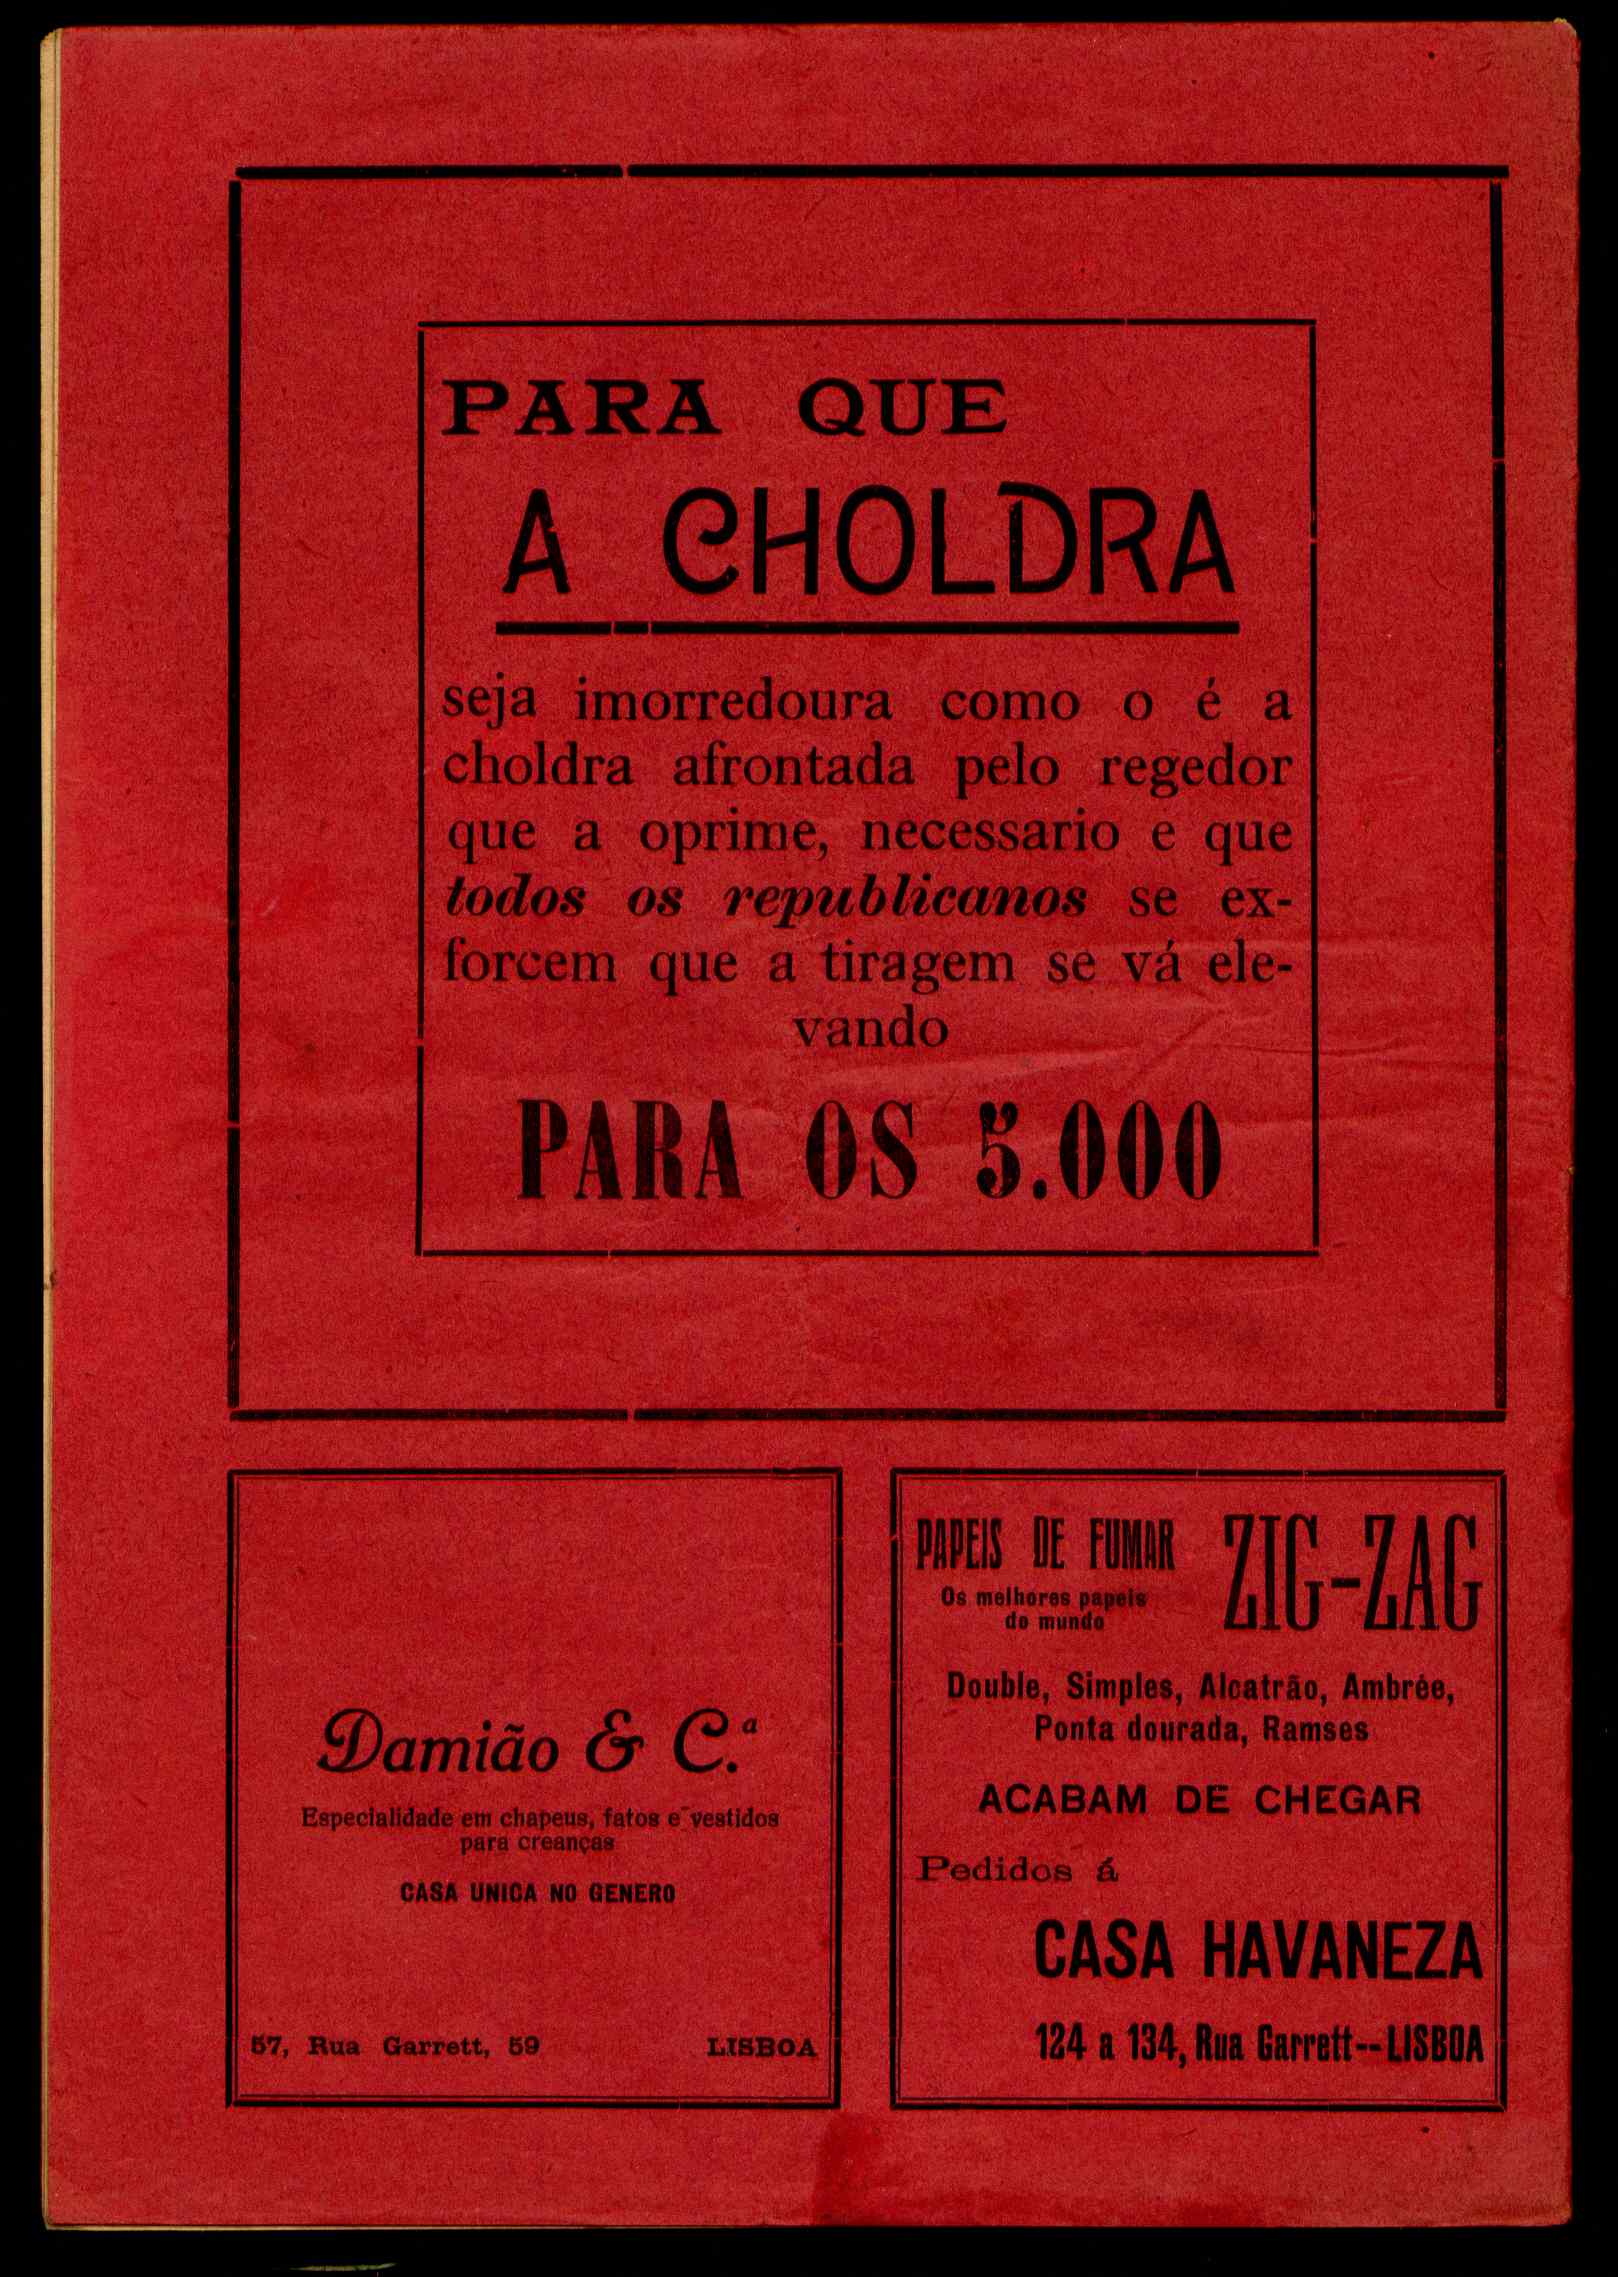 PARA QUE
A CHOLDRA
seja imorredoura como o é a
choldra afrontada pelo regedor
que a oprime, necessario e que
todos os republicanos se ex-
forcem que a tiragem se vá ele-
vando
PARA OS 5.000
Damião & C.ª
Especialidade em chapeus, fatos e vestidos
para creanças
CASA UNICA NO GENERO
57, Rua Garrett, 59 LISBOA
PAPEIS DE FUMAR ZIG-ZAG
Os melhores papeis
do mundo
Double, Simples, Alcatrão, Ambrée,
Ponta dourada, Ramses
ACABAM DE CHEGAR
Pedidos á
CASA HAVANEZA
124 a 134, Rua Garrett--LISBOA